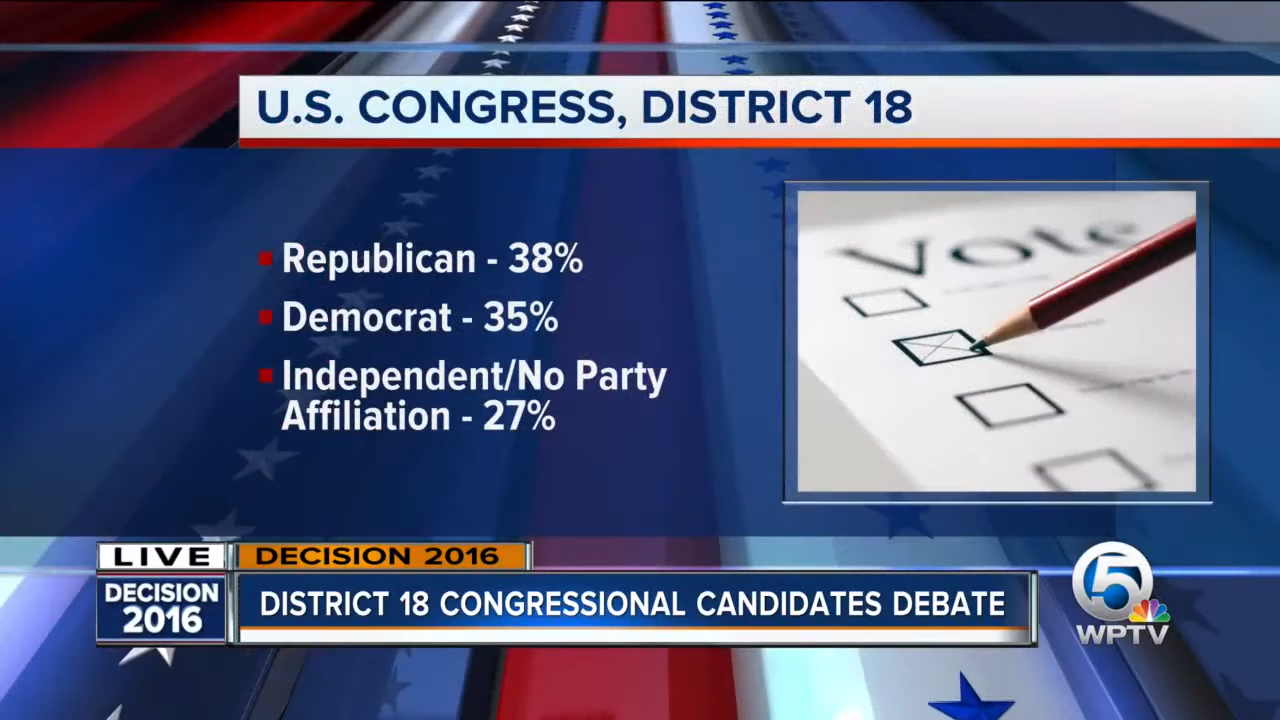 U.S. CONGRESS, DISTRICT 18
Republican - 38%
Democrat - 35%
Independent/No Party
Affiliation - 27%
Vote
LIVE
DECISION 2016
DECISION
2016
DISTRICT 18 CONGRESSIONAL CANDIDATES DEBATE
5
WPTV